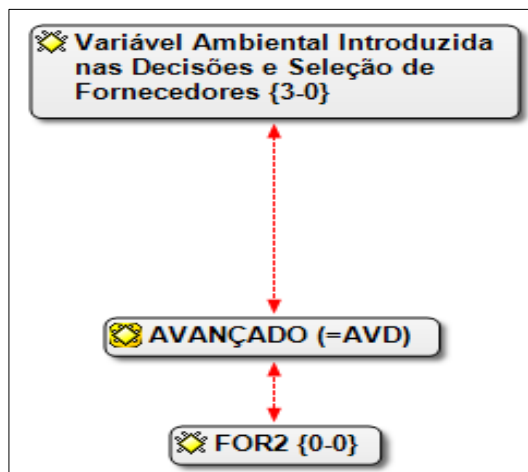 Variável Ambiental Introduzida
nas Decisões e Seleção de
Fornecedores {3-0}
AVANÇADO (=AVD)
FOR2 {0-0}